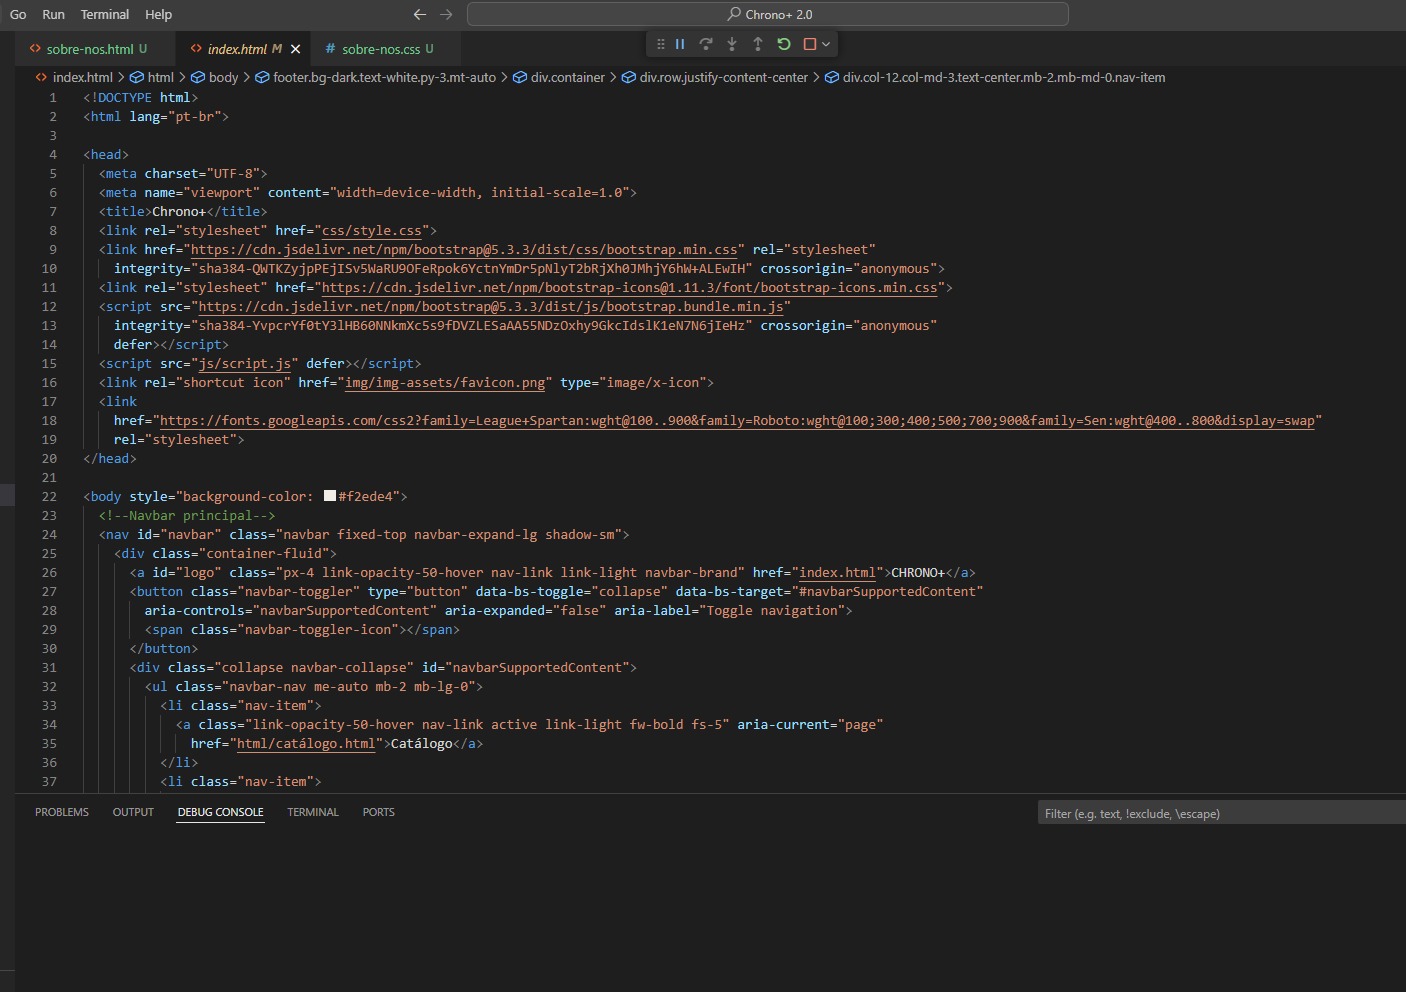 Go Run Terminal Help
Chrono+ 2.0
sobre-nos.html U
index.html M
# sobre-nos.css U
index.html > html > body > footer.bg-dark.text-white.py-3.mt-auto > div.container > div.row.justify-content-center > div.col-12.col-md-3.text-center.mb-2.mb-md-0.nav-item
1 <!DOCTYPE html>
2 <html lang="pt-br">
3
4 <head>
5 <meta charset="UTF-8">
6 <meta name="viewport" content="width=device-width, initial-scale=1.0">
7 <title>Chrono+</title>
8 <link rel="stylesheet" href="css/style.css">
9 <link href="https://cdn.jsdelivr.net/npm/bootstrap@5.3.3/dist/css/bootstrap.min.css" rel="stylesheet"
10 integrity="sha384-QWTKZyjpPEjISv5WaRU9OFeRpok6YctnYmDr5pNlyT2bRjXh0JMhjY6hW+ALEwIH" crossorigin="anonymous">
11 <link rel="stylesheet" href="https://cdn.jsdelivr.net/npm/bootstrap-icons@1.11.3/font/bootstrap-icons.min.css">
12 <script src="https://cdn.jsdelivr.net/npm/bootstrap@5.3.3/dist/js/bootstrap.bundle.min.js"
13 integrity="sha384-YvpcrYf0tY3lHB60NNkmXc5s9fDVZLESaAA55NDzOxhy9GkcIdslK1eN7N6jIeHz" crossorigin="anonymous"
14 defer></script>
15 <script src="js/script.js" defer></script>
16 <link rel="shortcut icon" href="img/img-assets/favicon.png" type="image/x-icon">
17 <link
18 href="https://fonts.googleapis.com/css2?family=League+Spartan:wght@100..900&family=Roboto:wght@100;300;400;500;700;900&family=Sen:wght@400..800&display=swap"
19 rel="stylesheet">
20 </head>
21
22 <body style="background-color: #f2ede4">
23 <!--Navbar principal-->
24 <nav id="navbar" class="navbar fixed-top navbar-expand-lg shadow-sm">
25 <div class="container-fluid">
26 <a id="logo" class="px-4 link-opacity-50-hover nav-link link-light navbar-brand" href="index.html">CHRONO+</a>
27 <button class="navbar-toggler" type="button" data-bs-toggle="collapse" data-bs-target="#navbarSupportedContent"
28 aria-controls="navbarSupportedContent" aria-expanded="false" aria-label="Toggle navigation">
29 <span class="navbar-toggler-icon"></span>
30 </button>
31 <div class="collapse navbar-collapse" id="navbarSupportedContent">
32 <ul class="navbar-nav me-auto mb-2 mb-lg-0">
33 <li class="nav-item">
34 <a class="link-opacity-50-hover nav-link active link-light fw-bold fs-5" aria-current="page"
35 href="html/catálogo.html">Catálogo</a>
36 </li>
37 <li class="nav-item">
PROBLEMS OUTPUT DEBUG CONSOLE TERMINAL PORTS
Filter (e.g. text, !exclude, \escape)